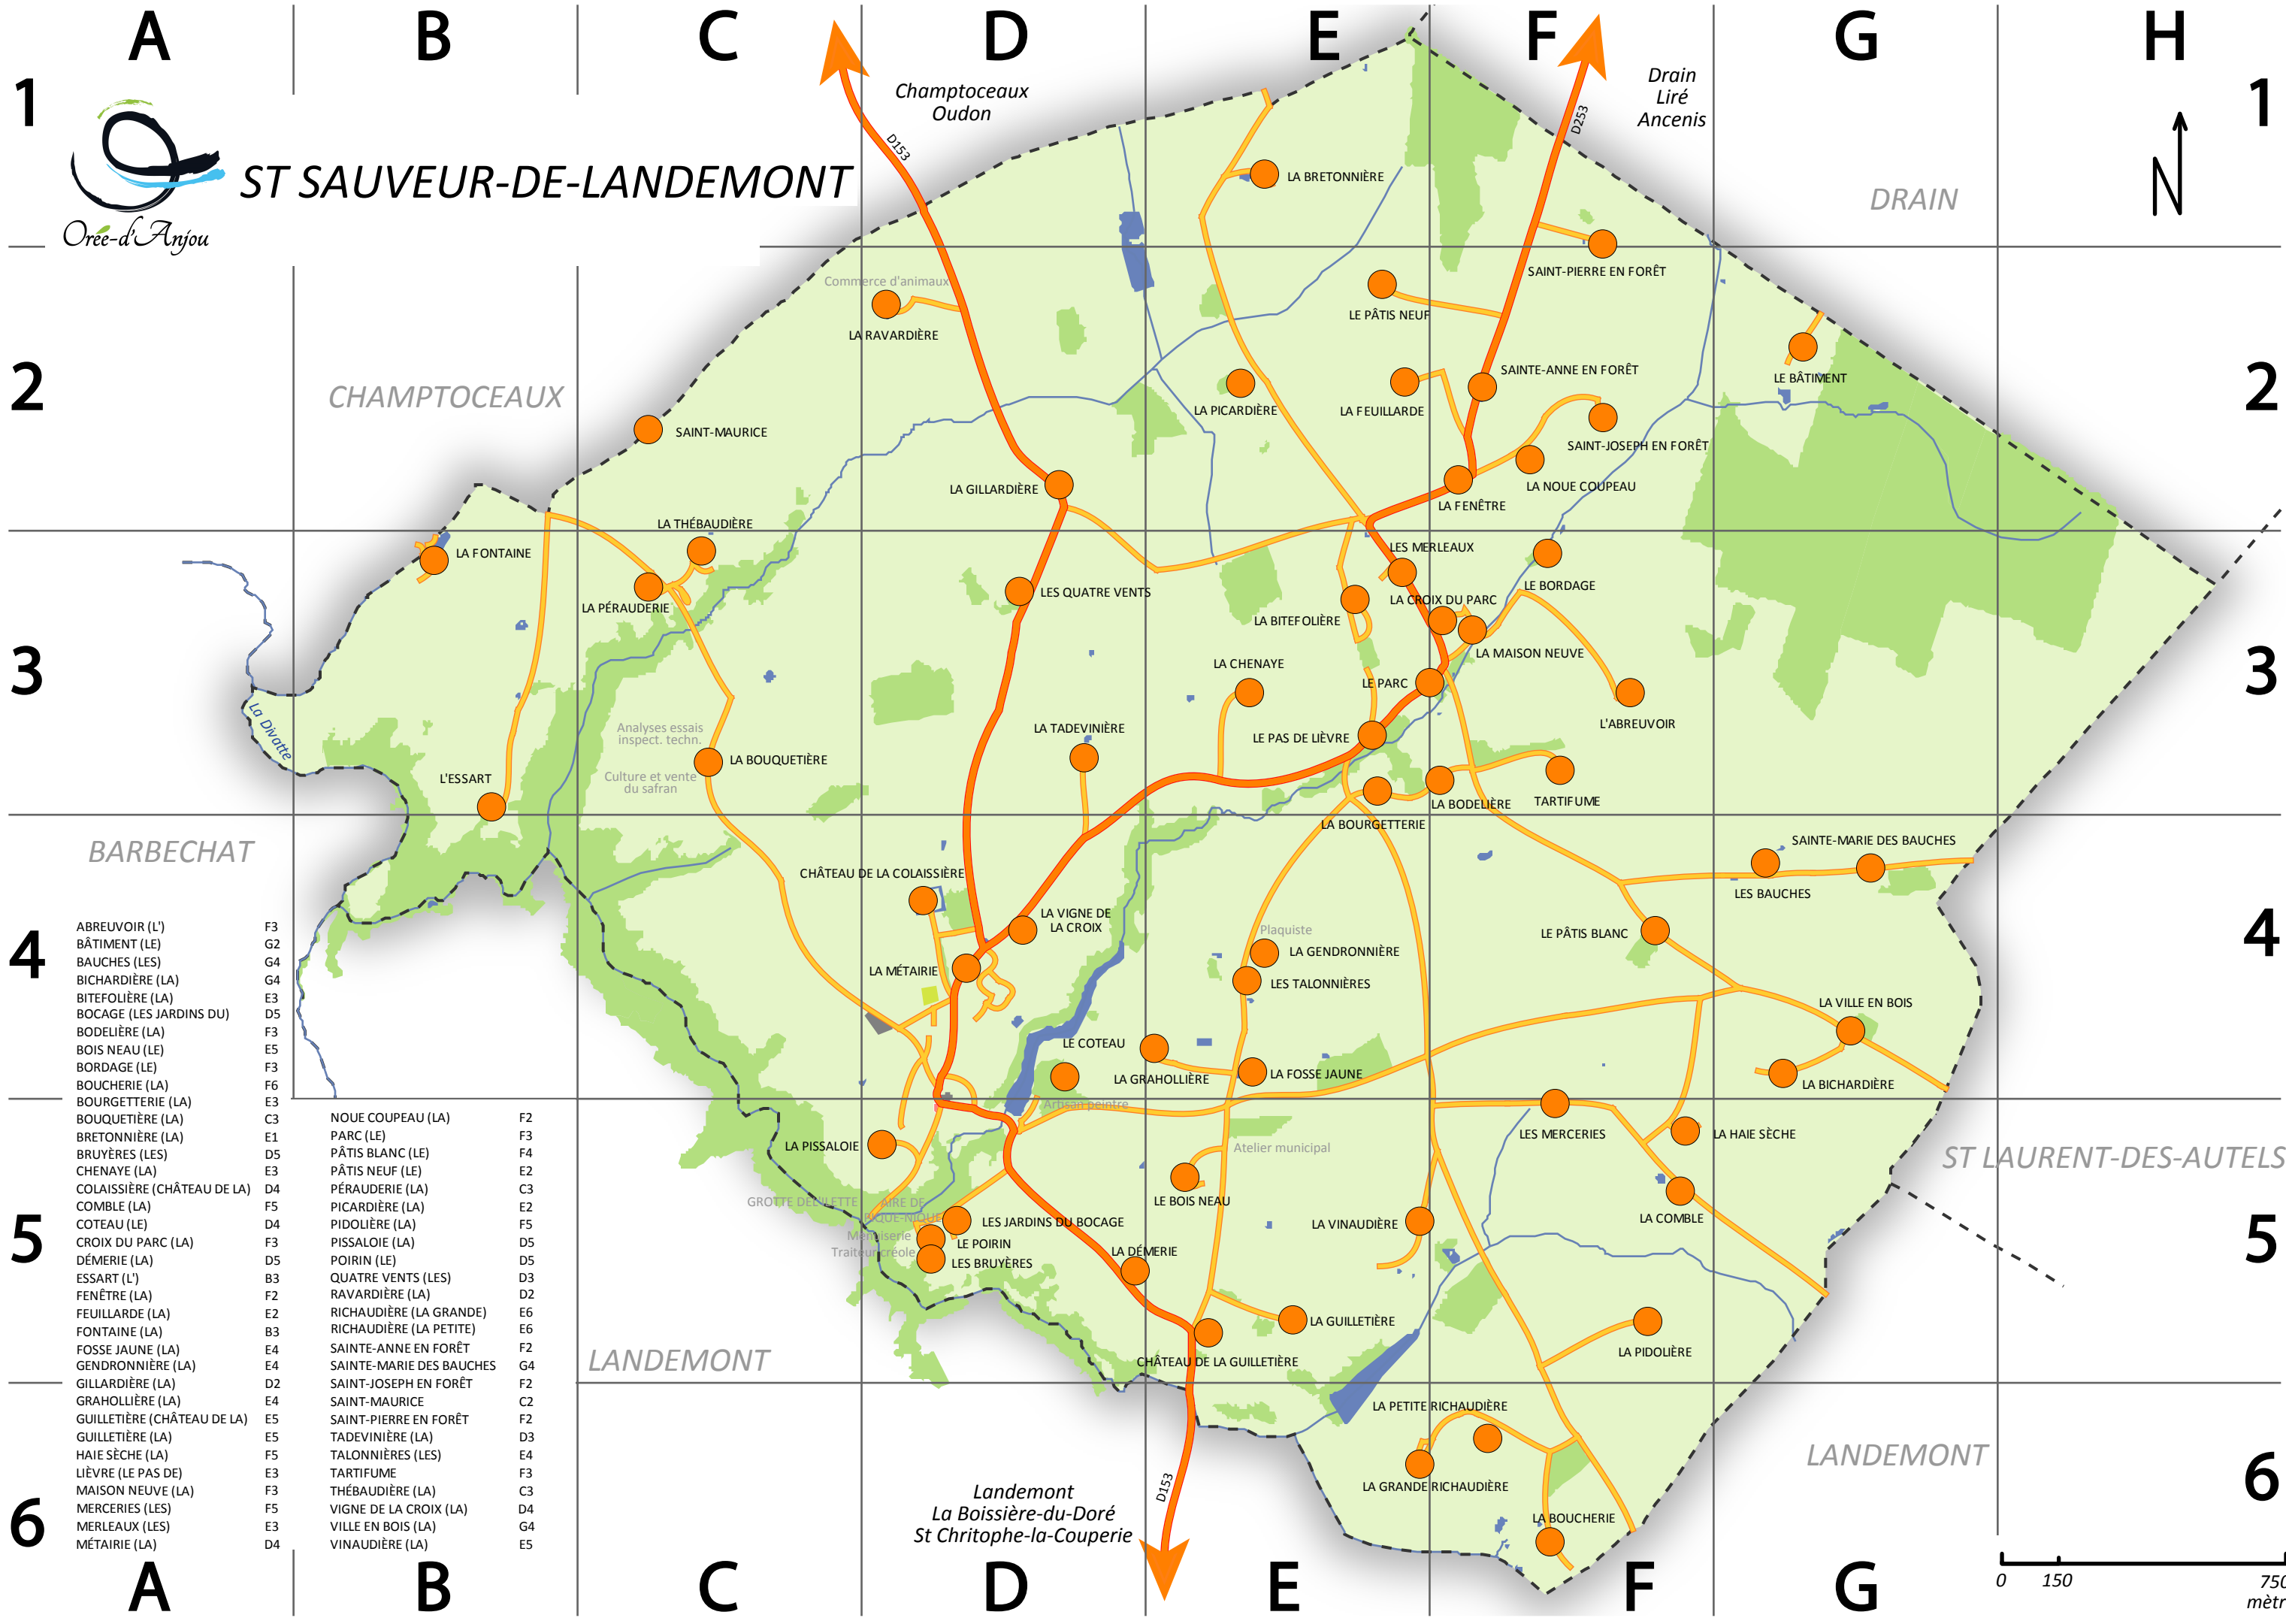 A B C D E F G H
1 1
2 2
3 3
4 4
5 5
6 6
A B C D E F G
Orée-d'Anjou
ST SAUVEUR-DE-LANDEMONT
Champtoceaux
Oudon
D153
Drain
Liré
Ancenis
D253
N
DRAIN
LA BRETONNIÈRE
SAINT-PIERRE EN FORÊT
Commerce d'animaux
LA RAVARDIÈRE
LE PÂTIS NEUF
CHAMPTOCEAUX
SAINT-MAURICE
LA PICARDIÈRE
LA FEUILLARDE
SAINTE-ANNE EN FORÊT
LE BÂTIMENT
SAINT-JOSEPH EN FORÊT
LA GILLARDIÈRE
LA NOUE COUPEAU
LA FENÊTRE
LA THÉBAUDIÈRE
LA FONTAINE
LA PÉRAUDERIE
LES QUATRE VENTS
LES MERLEAUX
LE BORDAGE
LA CROIX DU PARC
LA BITEFOLIÈRE
LA MAISON NEUVE
LA CHENAYE
LE PARC
L'ABREUVOIR
La Divatte
Analyses essais
inspect. techn.
LA TADEVINIÈRE
LE PAS DE LIÈVRE
LA BOUQUETIÈRE
Culture et vente
du safran
L'ESSART
LA BODELIÈRE
TARTIFUME
LA BOURGETTERIE
BARBECHAT
SAINTE-MARIE DES BAUCHES
LES BAUCHES
CHÂTEAU DE LA COLAISSIÈRE
LA VIGNE DE
LA CROIX
LE PÂTIS BLANC
Plaquiste
LA GENDRONNIÈRE
LA MÉTAIRIE
LES TALONNIÈRES
LA VILLE EN BOIS
LE COTEAU
LA GRAHOLLIÈRE
LA FOSSE JAUNE
LA BICHARDIÈRE
Artisan peintre
LES MERCERIES
LA HAIE SÈCHE
LA PISSALOIE
Atelier municipal
ST LAURENT-DES-AUTELS
LE BOIS NEAU
LA COMBLE
GROTTE DE L'ILETTE
AIRE DE
PIQUE-NIQUE
LES JARDINS DU BOCAGE
LA VINAUDIÈRE
Menuiserie
LE POIRIN
Traiteur créole
LES BRUYÈRES
LA DÉMERIE
LA GUILLETIÈRE
LA PIDOLIÈRE
CHÂTEAU DE LA GUILLETIÈRE
LANDEMONT
LA PETITE RICHAUDIÈRE
LA GRANDE RICHAUDIÈRE
LANDEMONT
LA BOUCHERIE
D153
Landemont
La Boissière-du-Doré
St Chritophe-la-Couperie
0 150 750
mètr
ABREUVOIR (L') F3
BÂTIMENT (LE) G2
BAUCHES (LES) G4
BICHARDIÈRE (LA) G4
BITEFOLIÈRE (LA) E3
BOCAGE (LES JARDINS DU) D5
BODELIÈRE (LA) F3
BOIS NEAU (LE) E5
BORDAGE (LE) F3
BOUCHERIE (LA) F6
BOURGETTERIE (LA) E3
BOUQUETIÈRE (LA) C3
BRETONNIÈRE (LA) E1
BRUYÈRES (LES) D5
CHENAYE (LA) E3
COLAISSIÈRE (CHÂTEAU DE LA) D4
COMBLE (LA) F5
COTEAU (LE) D4
CROIX DU PARC (LA) F3
DÉMERIE (LA) D5
ESSART (L') B3
FENÊTRE (LA) F2
FEUILLARDE (LA) E2
FONTAINE (LA) B3
FOSSE JAUNE (LA) E4
GENDRONNIÈRE (LA) E4
GILLARDIÈRE (LA) D2
GRAHOLLIÈRE (LA) E4
GUILLETIÈRE (CHÂTEAU DE LA) E5
GUILLETIÈRE (LA) E5
HAIE SÈCHE (LA) F5
LIÈVRE (LE PAS DE) E3
MAISON NEUVE (LA) F3
MERCERIES (LES) F5
MERLEAUX (LES) E3
MÉTAIRIE (LA) D4
NOUE COUPEAU (LA) F2
PARC (LE) F3
PÂTIS BLANC (LE) F4
PÂTIS NEUF (LE) E2
PÉRAUDERIE (LA) C3
PICARDIÈRE (LA) E2
PIDOLIÈRE (LA) F5
PISSALOIE (LA) D5
POIRIN (LE) D5
QUATRE VENTS (LES) D3
RAVARDIÈRE (LA) D2
RICHAUDIÈRE (LA GRANDE) E6
RICHAUDIÈRE (LA PETITE) E6
SAINTE-ANNE EN FORÊT F2
SAINTE-MARIE DES BAUCHES G4
SAINT-JOSEPH EN FORÊT F2
SAINT-MAURICE C2
SAINT-PIERRE EN FORÊT F2
TADEVINIÈRE (LA) D3
TALONNIÈRES (LES) E4
TARTIFUME F3
THÉBAUDIÈRE (LA) C3
VIGNE DE LA CROIX (LA) D4
VILLE EN BOIS (LA) G4
VINAUDIÈRE (LA) E5